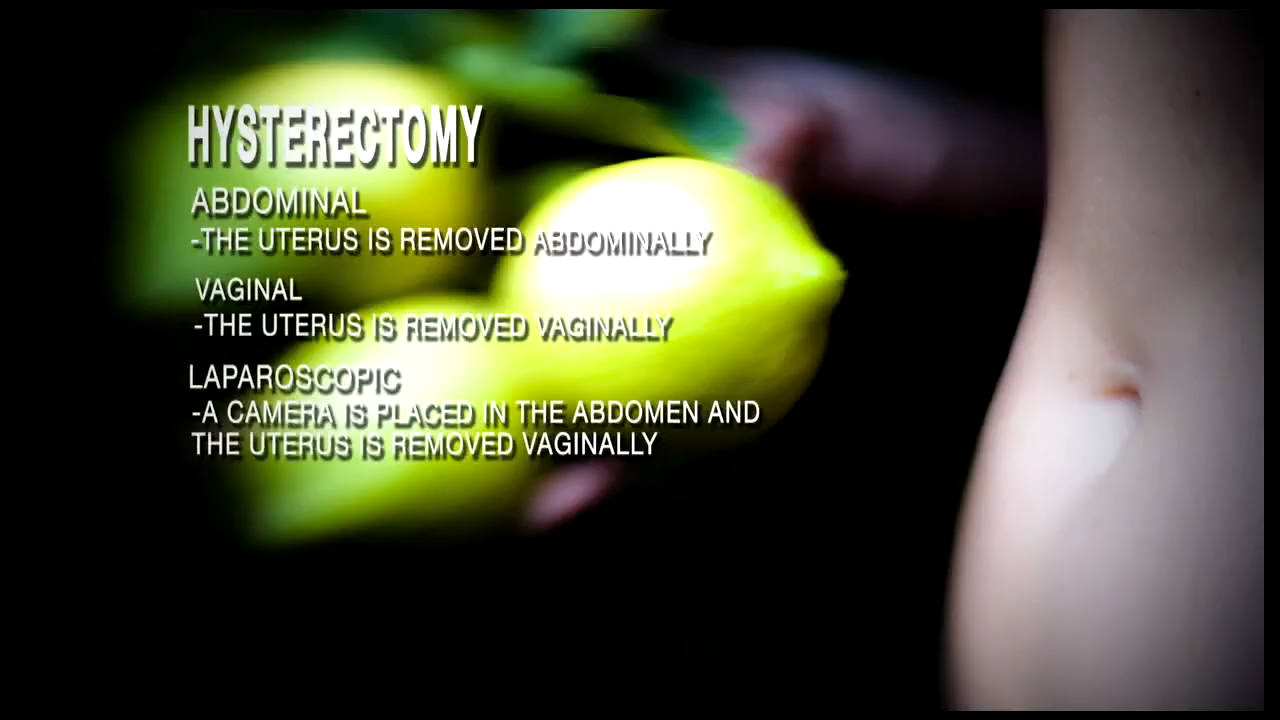 HYSTERECTOMY
ABDOMINAL
-THE UTERUS IS REMOVED ABDOMINALLY
VAGINAL
-THE UTERUS IS REMOVED VAGINALLY
LAPAROSCOPIC
-A CAMERA IS PLACED IN THE ABDOMEN AND
THE UTERUS IS REMOVED VAGINALLY